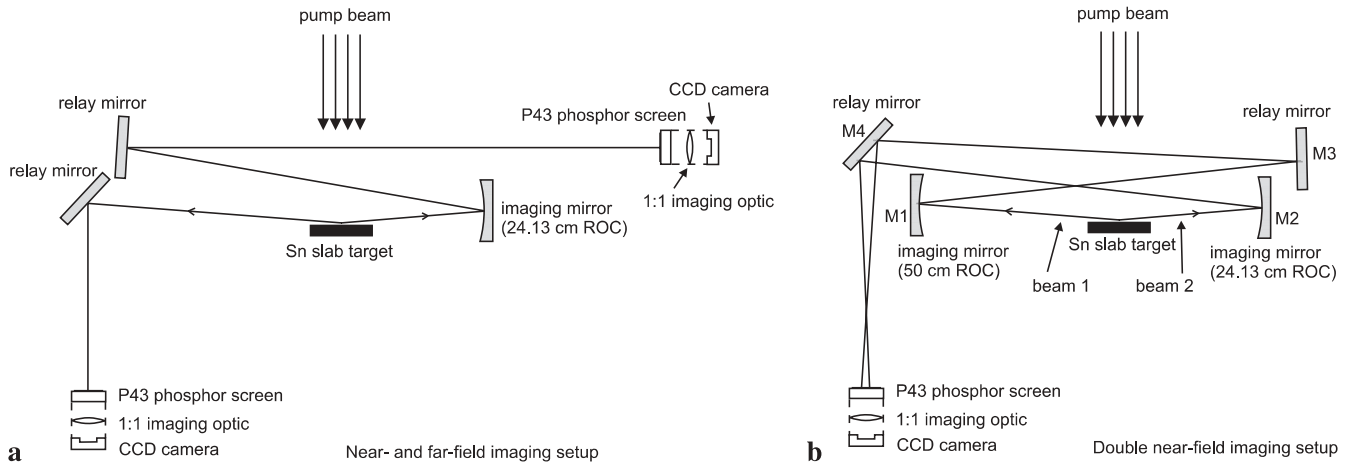 pump beam
relay mirror
CCD camera
P43 phosphor screen
relay mirror
1:1 imaging optic
imaging mirror
(24.13 cm ROC)
Sn slab target
P43 phosphor screen
1:1 imaging optic
CCD camera
a
Near- and far-field imaging setup
pump beam
relay mirror
M4
relay mirror
M3
M1
M2
Sn slab target
imaging mirror
(50 cm ROC)
imaging mirror
(24.13 cm ROC)
beam 1
beam 2
P43 phosphor screen
1:1 imaging optic
CCD camera
b
Double near-field imaging setup